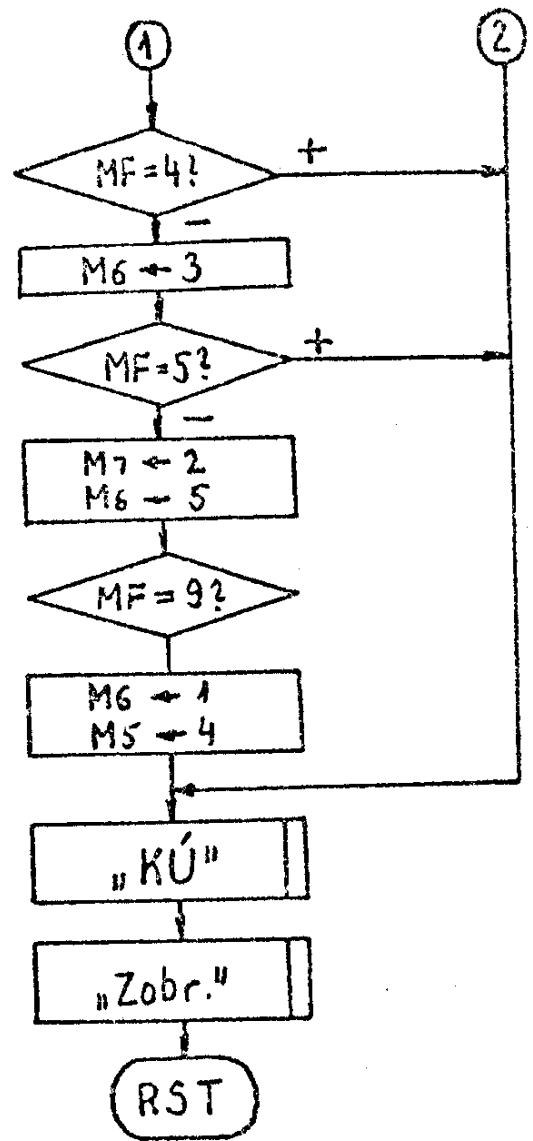 1
2
MF=4?
+
−
M6 ← 3
MF=5?
+
−
M7 ← 2
M6 ← 5
MF=9?
M6 ← 1
M5 ← 4
„KÚ"
„Zobr."
RST